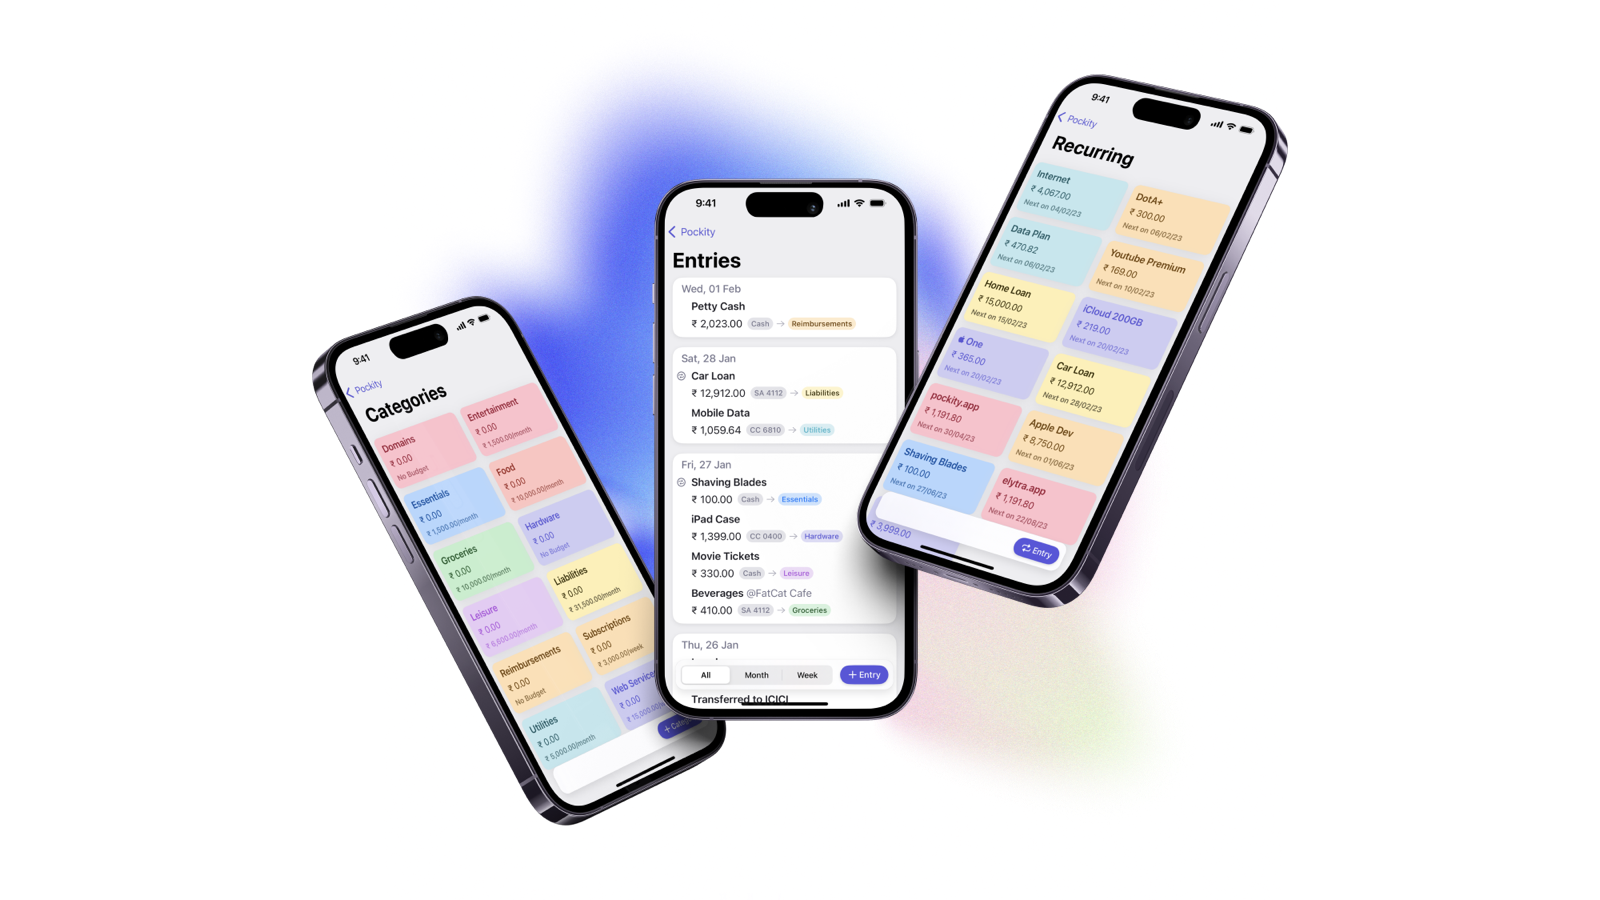 9:41
Pockity
Categories
Domains
₹ 0.00
No Budget
Entertainment
₹ 0.00
₹ 1,500.00/month
Essentials
₹ 0.00
₹ 1,500.00/month
Food
₹ 0.00
₹ 10,000.00/month
Groceries
₹ 0.00
₹ 10,000.00/month
Hardware
₹ 0.00
No Budget
Leisure
₹ 0.00
₹ 6,600.00/month
Liabilities
₹ 0.00
₹ 31,500.00/month
Reimbursements
₹ 0.00
No Budget
Subscriptions
₹ 0.00
₹ 3,000.00/week
Utilities
₹ 0.00
₹ 5,000.00/month
Web Service
₹ 0.00
₹ 15,000.00/
9:41
Pockity
Entries
Wed, 01 Feb
Petty Cash
₹ 2,023.00 Cash → Reimbursements
Sat, 28 Jan
Car Loan
₹ 12,912.00 SA 4112 → Liabilities
Mobile Data
₹ 1,059.64 CC 6810 → Utilities
Fri, 27 Jan
Shaving Blades
₹ 100.00 Cash → Essentials
iPad Case
₹ 1,399.00 CC 0400 → Hardware
Movie Tickets
₹ 330.00 Cash → Leisure
Beverages @FatCat Cafe
₹ 410.00 SA 4112 → Groceries
Thu, 26 Jan
All Month Week + Entry
Transferred to ICICI
9:41
Pockity
Recurring
Internet
₹ 4,067.00
Next on 04/02/23
DotA+
₹ 300.00
Next on 06/02/23
Data Plan
₹ 470.82
Next on 06/02/23
Youtube Premium
₹ 169.00
Next on 10/02/23
Home Loan
₹ 15,000.00
Next on 15/02/23
iCloud 200GB
₹ 219.00
Next on 20/02/23
One
₹ 365.00
Next on 20/02/23
Car Loan
₹ 12,912.00
Next on 28/02/23
pockity.app
₹ 1,191.80
Next on 30/04/23
Apple Dev
₹ 8,750.00
Next on 01/06/23
Shaving Blades
₹ 100.00
Next on 27/06/23
elytra.app
₹ 1,191.80
Next on 22/08/23
₹ 3,999.00
Entry